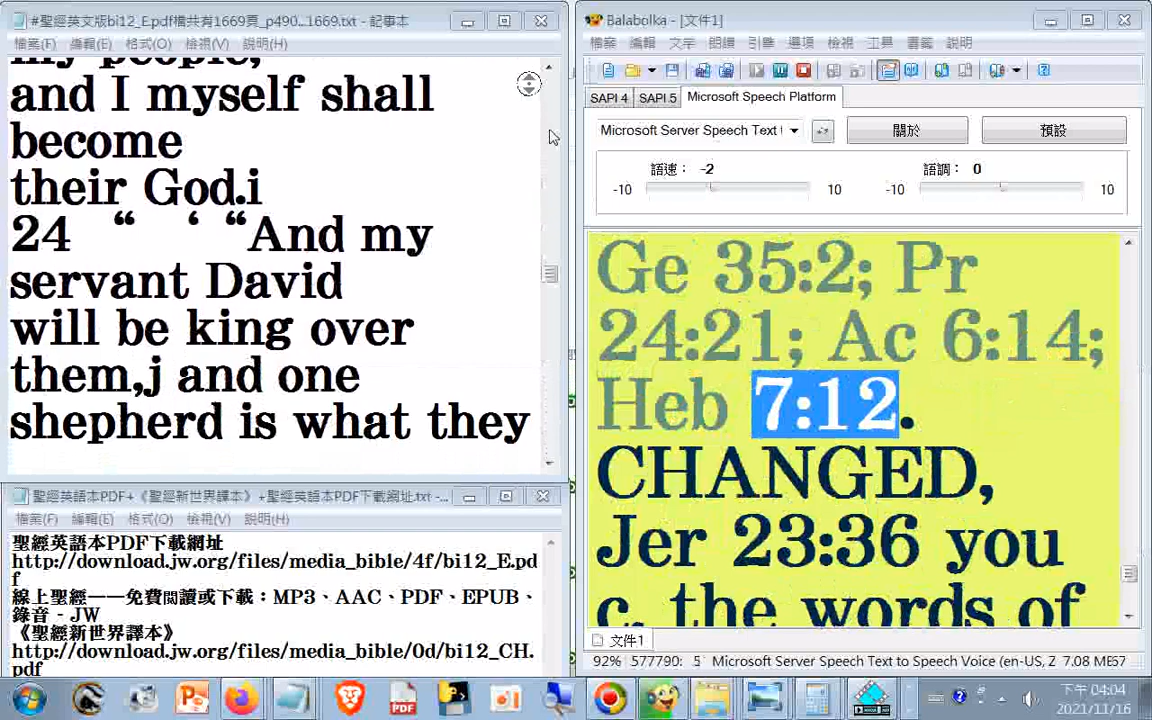 #聖經英文版bi12_E.pdf檔共有1669頁_p490...1669.txt - 記事本
檔案(F) 編輯(E) 格式(O) 檢視(V) 說明(H)
my people,
and I myself shall
become
their God.i
24 “ ‘ “And my
servant David
will be king over
them,j and one
shepherd is what they
聖經英語本PDF+《聖經新世界譯本》+聖經英語本PDF下載網址.txt -...
檔案(F) 編輯(E) 格式(O) 檢視(V) 說明(H)
聖經英語本PDF下載網址
http://download.jw.org/files/media_bible/4f/bi12_E.pd
f
線上聖經——免費閱讀或下載：MP3、AAC、PDF、EPUB、
錄音 - JW
《聖經新世界譯本》
http://download.jw.org/files/media_bible/0d/bi12_CH.
pdf
Balabolka - [文件1]
檔案 編輯 文字 朗讀 引擎 選項 檢視 工具 書籤 說明
SAPI 4 SAPI 5 Microsoft Speech Platform
Microsoft Server Speech Text 關於 預設
語速： -2 語調： 0
-10 10 -10 10
Ge 35:2; Pr
24:21; Ac 6:14;
Heb 7:12.
CHANGED,
Jer 23:36 you
c. the words of
文件1
92% 577790: 5 Microsoft Server Speech Text to Speech Voice (en-US, Z 7.08 ME
下午 04:04
2021/11/16